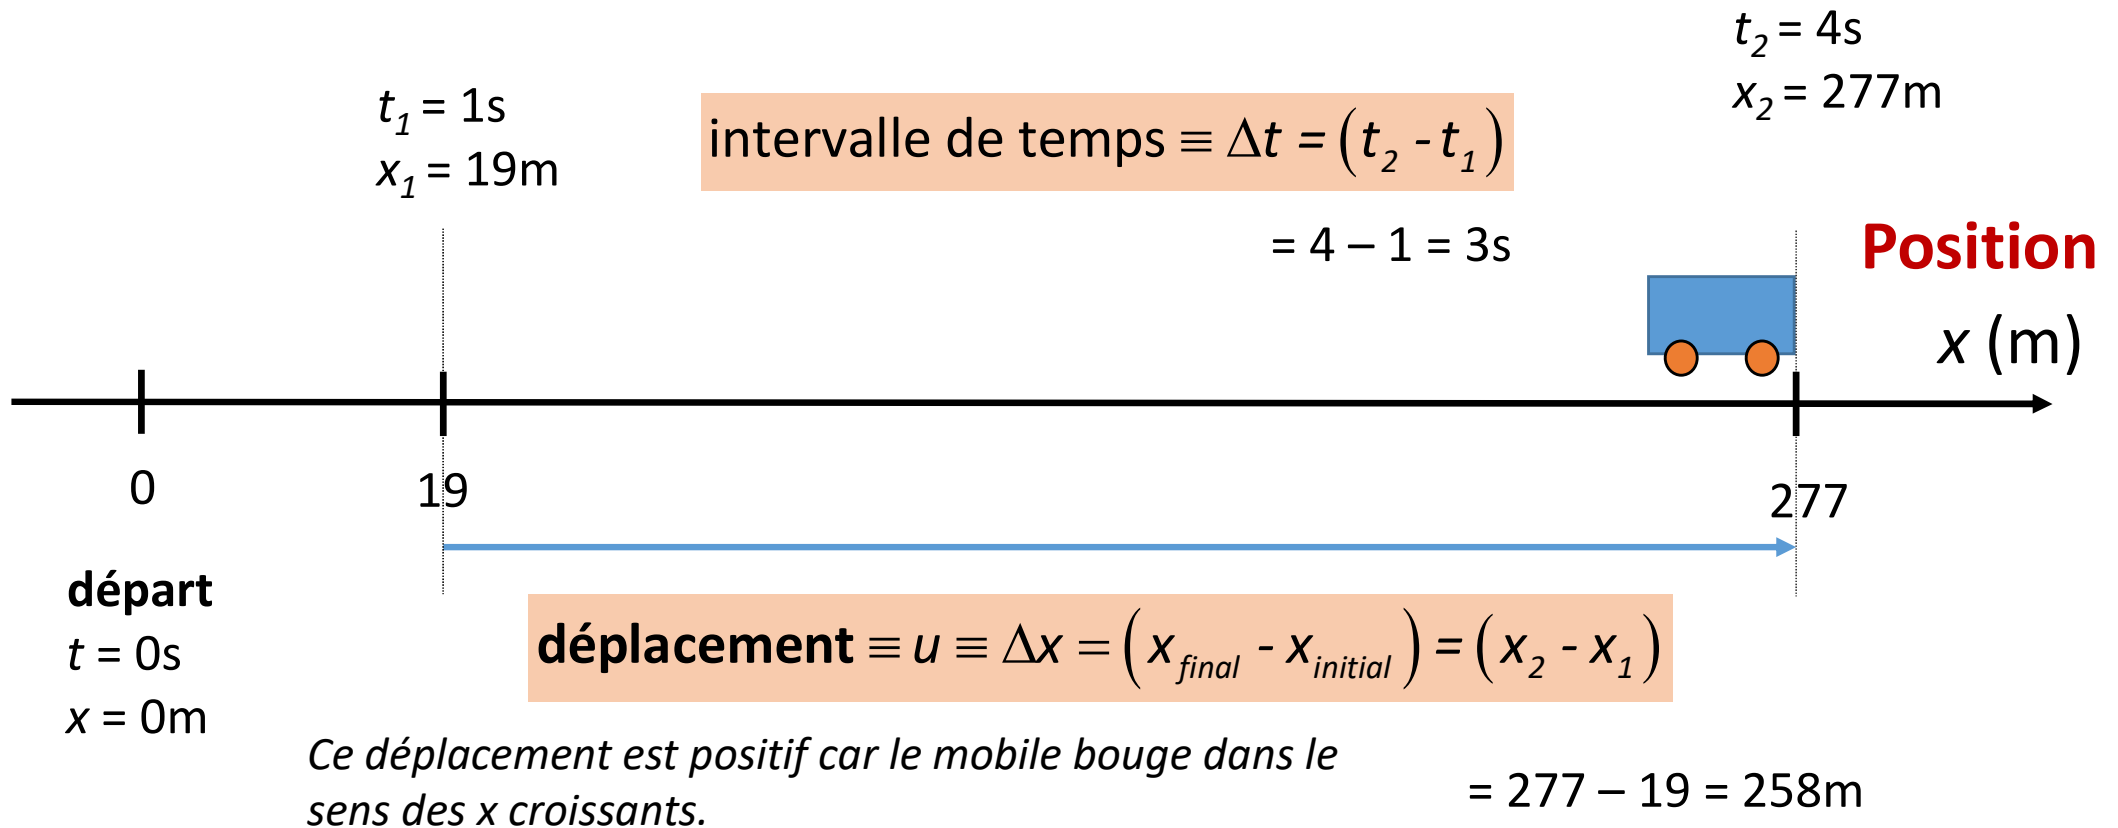 t₂ = 4s
x₂ = 277m
t₁ = 1s
x₁ = 19m
intervalle de temps ≡ Δt = (t₂ - t₁)
= 4 – 1 = 3s
Position
x (m)
0
19
277
départ
t = 0s
x = 0m
déplacement ≡ u ≡ Δx = (x_final - x_initial) = (x₂ - x₁)
Ce déplacement est positif car le mobile bouge dans le
sens des x croissants.
= 277 – 19 = 258m